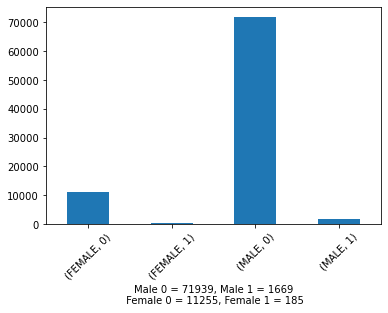 70000
60000
50000
40000
30000
20000
10000
0
(FEMALE, 0)
(FEMALE, 1)
(MALE, 0)
(MALE, 1)
Male 0 = 71939, Male 1 = 1669
Female 0 = 11255, Female 1 = 185